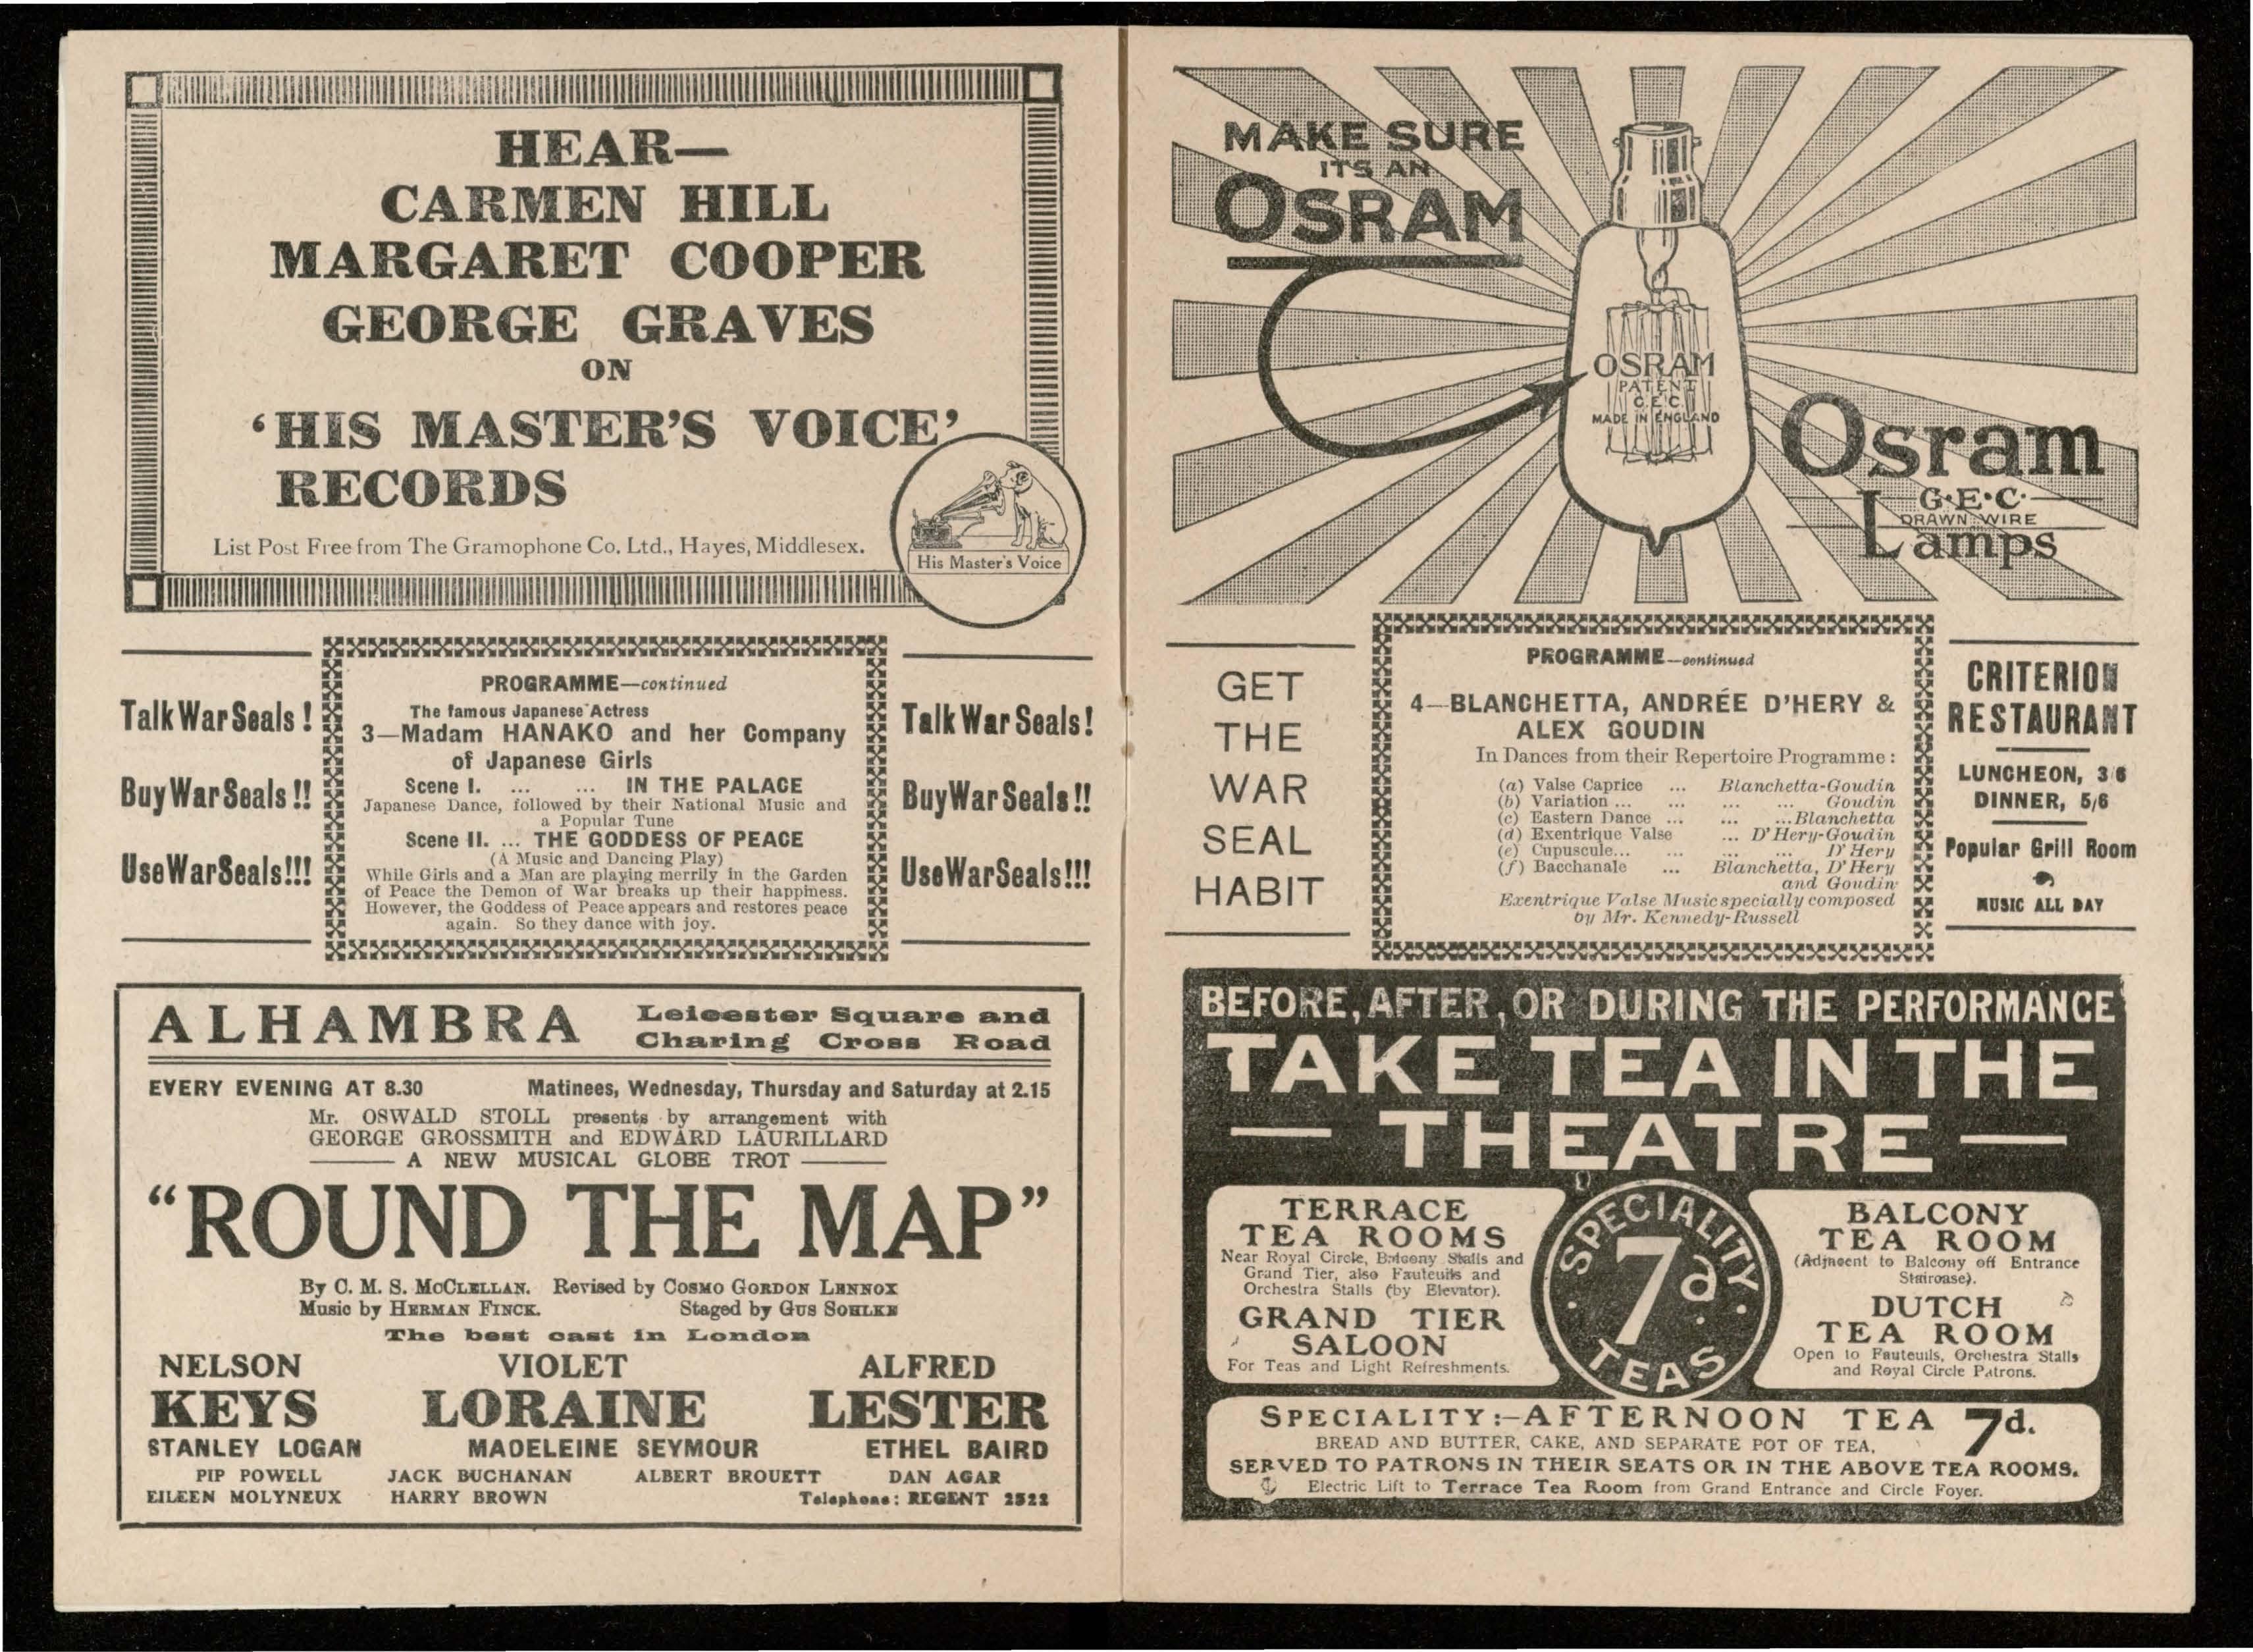 HEAR—
CARMEN HILL
MARGARET COOPER
GEORGE GRAVES
ON
‘HIS MASTER'S VOICE’
RECORDS
List Post Free from The Gramophone Co. Ltd., Hayes, Middlesex.
His Master's Voice
Talk War Seals !
Buy War Seals !!
Use War Seals!!!
PROGRAMME—continued
The famous Japanese Actress
3—Madam HANAKO and her Company
of Japanese Girls
Scene I. ... ... IN THE PALACE
Japanese Dance, followed by their National Music and
a Popular Tune
Scene II. ... THE GODDESS OF PEACE
(A Music and Dancing Play)
While Girls and a Man are playing merrily in the Garden
of Peace the Demon of War breaks up their happiness.
However, the Goddess of Peace appears and restores peace
again. So they dance with joy.
Talk War Seals!
Buy War Seals!!
Use War Seals!!!
ALHAMBRA Leicester Square and
Charing Cross Road
EVERY EVENING AT 8.30 Matinees, Wednesday, Thursday and Saturday at 2.15
Mr. OSWALD STOLL presents by arrangement with
GEORGE GROSSMITH and EDWARD LAURILLARD
A NEW MUSICAL GLOBE TROT
“ROUND THE MAP”
By C. M. S. McCLELLAN. Revised by COSMO GORDON LENNOX
Music by HERMAN FINCK. Staged by GUS SOHLKE
The best cast in London
NELSON VIOLET ALFRED
KEYS LORAINE LESTER
STANLEY LOGAN MADELEINE SEYMOUR ETHEL BAIRD
PIP POWELL JACK BUCHANAN ALBERT BROUETT DAN AGAR
EILEEN MOLYNEUX HARRY BROWN Telephone: REGENT 2522
MAKE SURE
ITS AN
OSRAM
OSRAM
PATENT
G.E.C.
MADE IN ENGLAND
Osram
G.E.C.
DRAWN WIRE
Lamps
GET
THE
WAR
SEAL
HABIT
PROGRAMME—continued
4—BLANCHETTA, ANDRÉE D'HERY &
ALEX GOUDIN
In Dances from their Repertoire Programme :
(a) Valse Caprice ... Blanchetta-Goudin
(b) Variation ... ... ... ... Goudin
(c) Eastern Dance ... ... ...Blanchetta
(d) Exentrique Valse ... D'Hery-Goudin
(e) Cupuscule... ... ... ... D'Hery
(f) Bacchanale ... Blanchetta, D'Hery
and Goudin
Exentrique Valse Music specially composed
by Mr. Kennedy-Russell
CRITERION
RESTAURANT
LUNCHEON, 3/6
DINNER, 5/6
Popular Grill Room
MUSIC ALL DAY
BEFORE, AFTER, OR DURING THE PERFORMANCE
TAKE TEA IN THE
— THEATRE —
TERRACE
TEA ROOMS
Near Royal Circle, Balcony Stalls and
Grand Tier, also Fauteuils and
Orchestra Stalls (by Elevator).
GRAND TIER
SALOON
For Teas and Light Refreshments.
SPECIALITY
7d.
TEAS
BALCONY
TEA ROOM
(Adjacent to Balcony off Entrance
Staircase).
DUTCH
TEA ROOM
Open to Fauteuils, Orchestra Stalls
and Royal Circle Patrons.
SPECIALITY:—AFTERNOON TEA 7d.
BREAD AND BUTTER, CAKE, AND SEPARATE POT OF TEA,
SERVED TO PATRONS IN THEIR SEATS OR IN THE ABOVE TEA ROOMS.
Electric Lift to Terrace Tea Room from Grand Entrance and Circle Foyer.